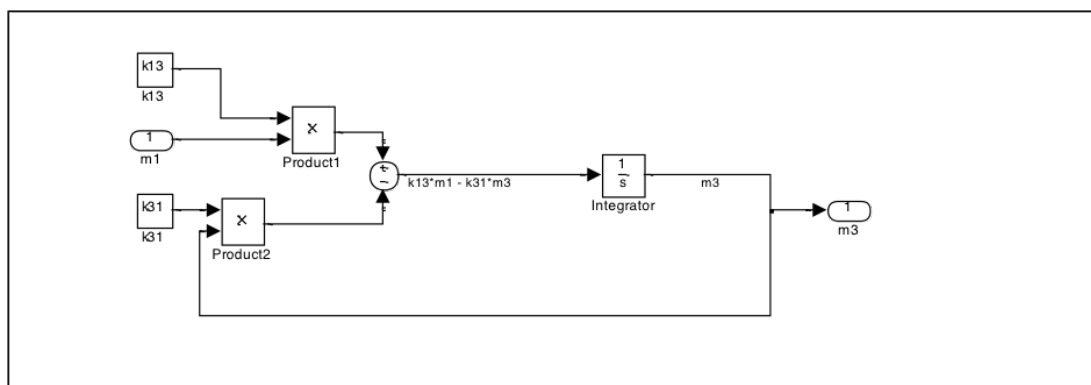 k13
k13
1
m1
×
Product1
+
−
k31
k31
×
Product2
k13*m1 - k31*m3
1
s
Integrator
m3
1
m3